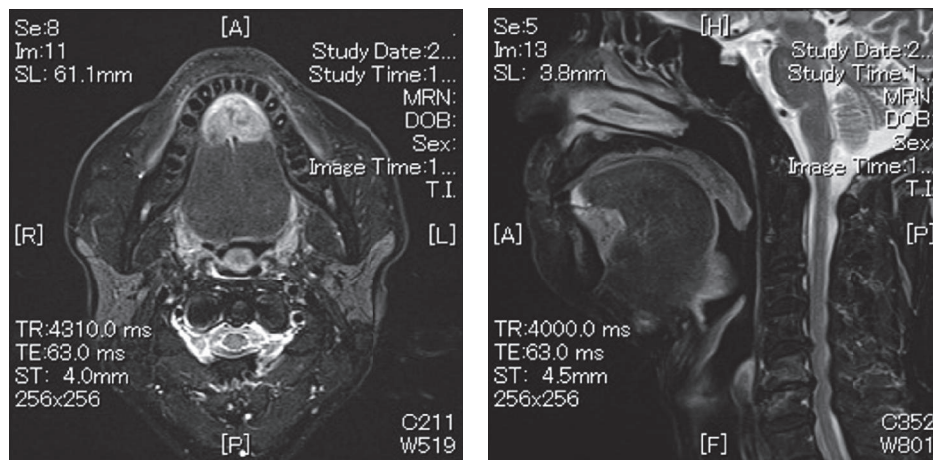 Se:8
Im:11
SL: 61.1mm
[A]
.
Study Date:2...
Study Time:1...
MRN:
DOB:
Sex:
Image Time:1...
T.I.
[R]
[L]
TR:4310.0 ms
TE:63.0 ms
ST: 4.0mm
256x256
[P]
C211
W519
Se:5
Im:13
SL: 3.8mm
[H]
Study Date:2...
Study Time:1...
MRN:
DOB:
Sex:
Image Time:1...
T.I.
[A]
[P]
TR:4000.0 ms
TE:63.0 ms
ST: 4.5mm
256x256
[F]
C352
W801